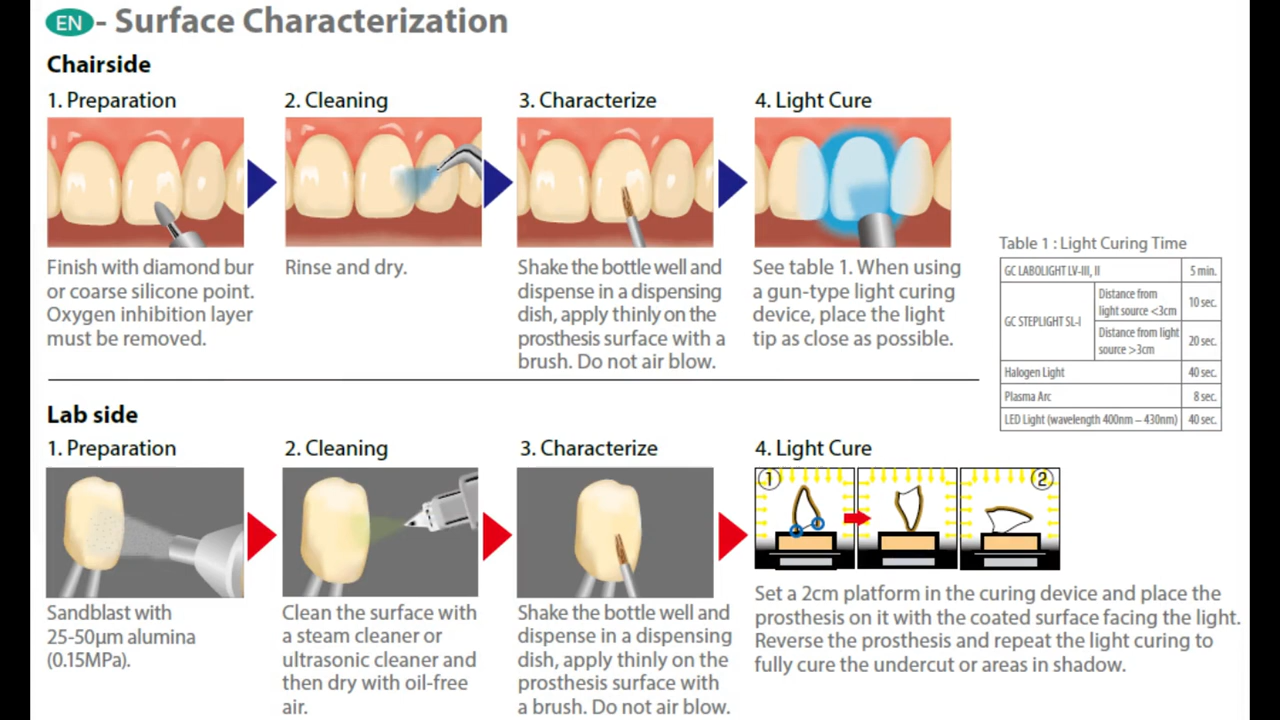 EN - Surface Characterization
Chairside
1. Preparation
2. Cleaning
3. Characterize
4. Light Cure
Finish with diamond bur
or coarse silicone point.
Oxygen inhibition layer
must be removed.
Rinse and dry.
Shake the bottle well and
dispense in a dispensing
dish, apply thinly on the
prosthesis surface with a
brush. Do not air blow.
See table 1. When using
a gun-type light curing
device, place the light
tip as close as possible.
Table 1 : Light Curing Time
GC LABOLIGHT LV-III, II 5 min.
GC STEPLIGHT SL-I
Distance from
light source <3cm
10 sec.
Distance from light
source >3cm
20 sec.
Halogen Light 40 sec.
Plasma Arc 8 sec.
LED Light (wavelength 400nm – 430nm) 40 sec.
Lab side
1. Preparation
2. Cleaning
3. Characterize
4. Light Cure
1
2
Sandblast with
25-50μm alumina
(0.15MPa).
Clean the surface with
a steam cleaner or
ultrasonic cleaner and
then dry with oil-free
air.
Shake the bottle well and
dispense in a dispensing
dish, apply thinly on the
prosthesis surface with
a brush. Do not air blow.
Set a 2cm platform in the curing device and place the
prosthesis on it with the coated surface facing the light.
Reverse the prosthesis and repeat the light curing to
fully cure the undercut or areas in shadow.